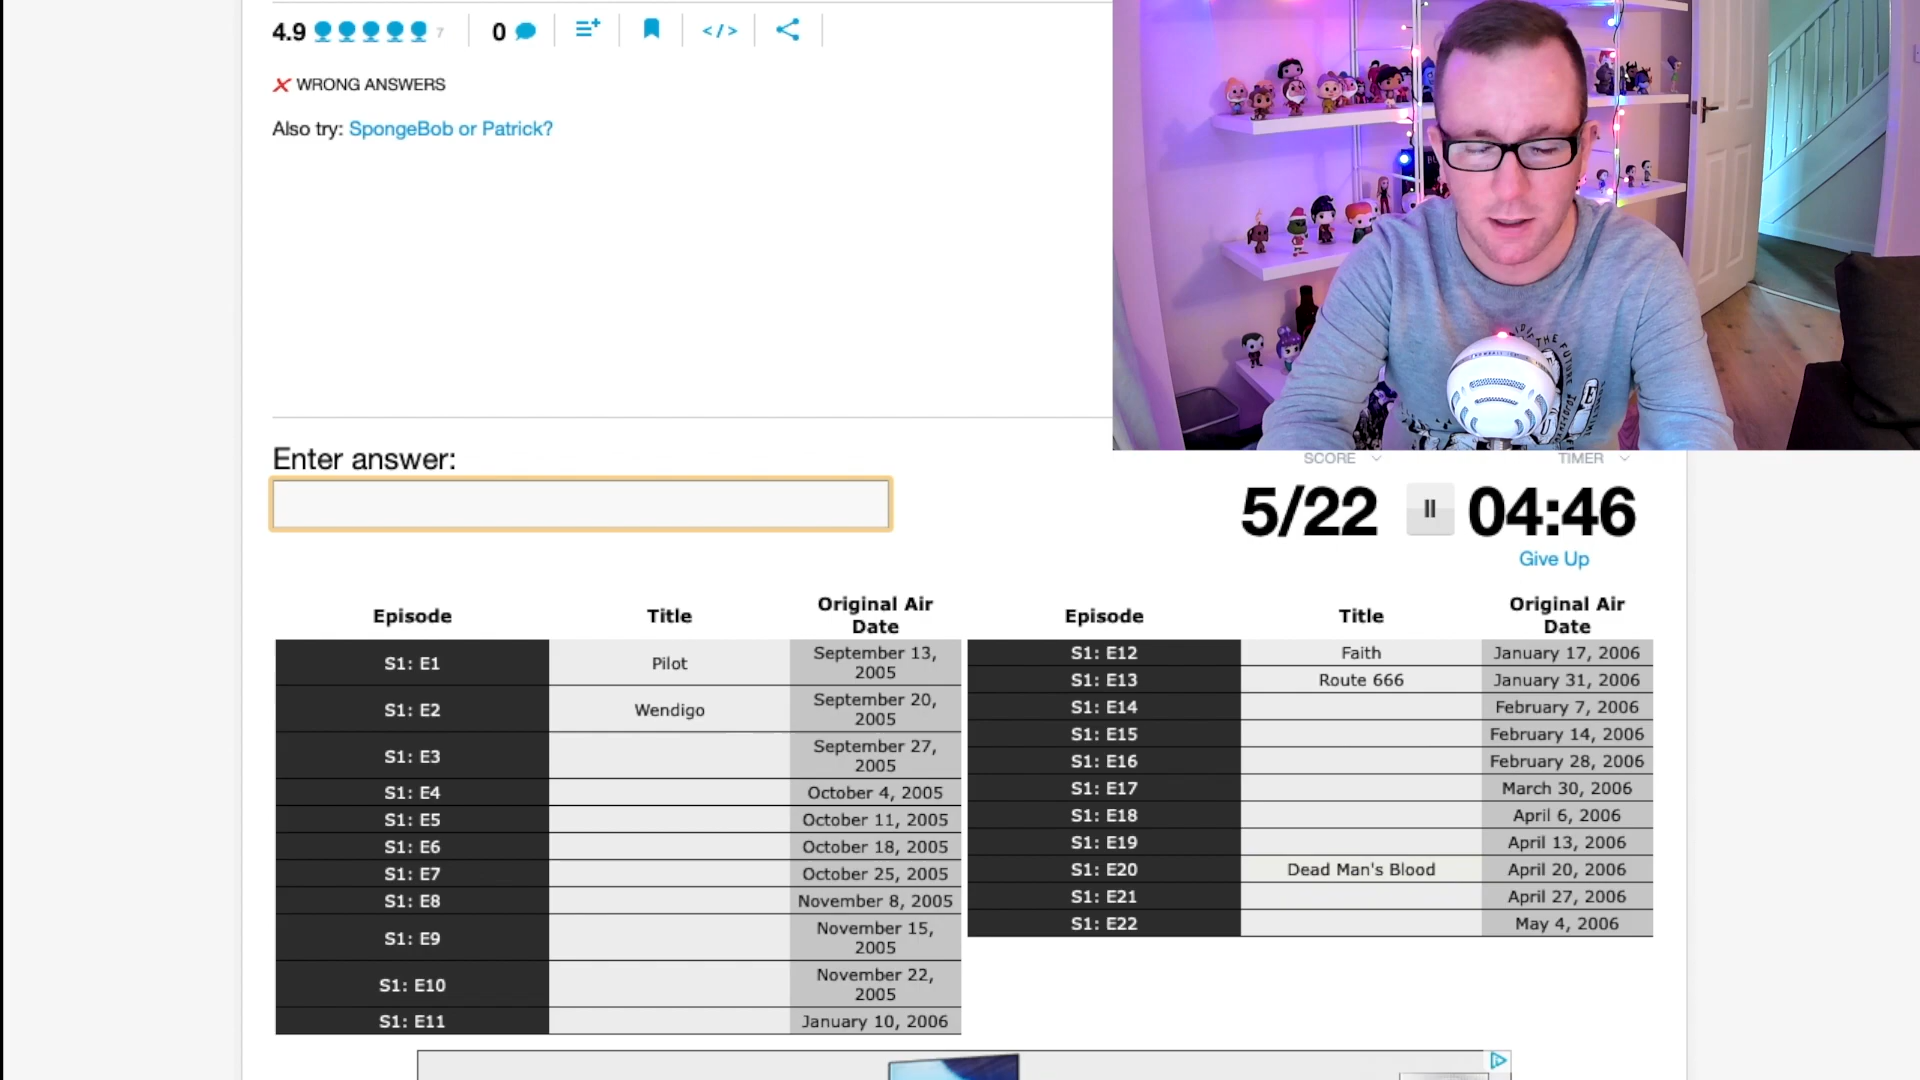 4.9 7 0
WRONG ANSWERS
Also try: SpongeBob or Patrick?
Enter answer:
SCORE TIMER
5/22 04:46
Give Up
Episode Title Original Air Date
S1: E1 Pilot September 13, 2005
S1: E2 Wendigo September 20, 2005
S1: E3 September 27, 2005
S1: E4 October 4, 2005
S1: E5 October 11, 2005
S1: E6 October 18, 2005
S1: E7 October 25, 2005
S1: E8 November 8, 2005
S1: E9 November 15, 2005
S1: E10 November 22, 2005
S1: E11 January 10, 2006
Episode Title Original Air Date
S1: E12 Faith January 17, 2006
S1: E13 Route 666 January 31, 2006
S1: E14 February 7, 2006
S1: E15 February 14, 2006
S1: E16 February 28, 2006
S1: E17 March 30, 2006
S1: E18 April 6, 2006
S1: E19 April 13, 2006
S1: E20 Dead Man's Blood April 20, 2006
S1: E21 April 27, 2006
S1: E22 May 4, 2006